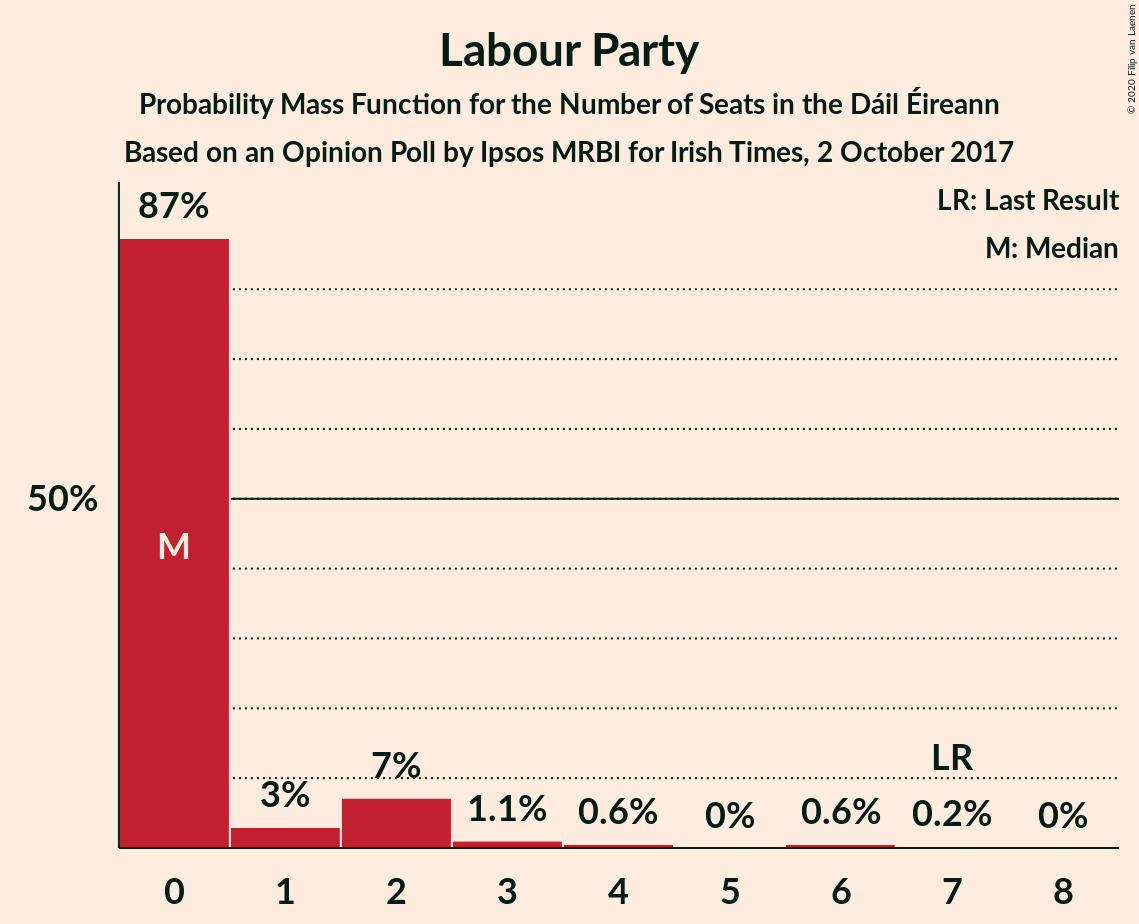 Labour Party
Probability Mass Function for the Number of Seats in the Dáil Éireann
Based on an Opinion Poll by Ipsos MRBI for Irish Times, 2 October 2017
© 2020 Filip van Laenen
LR: Last Result
M: Median
87%
50%
M
3%
7%
1.1%
0.6%
0%
0.6%
LR
0.2%
0%
0 1 2 3 4 5 6 7 8